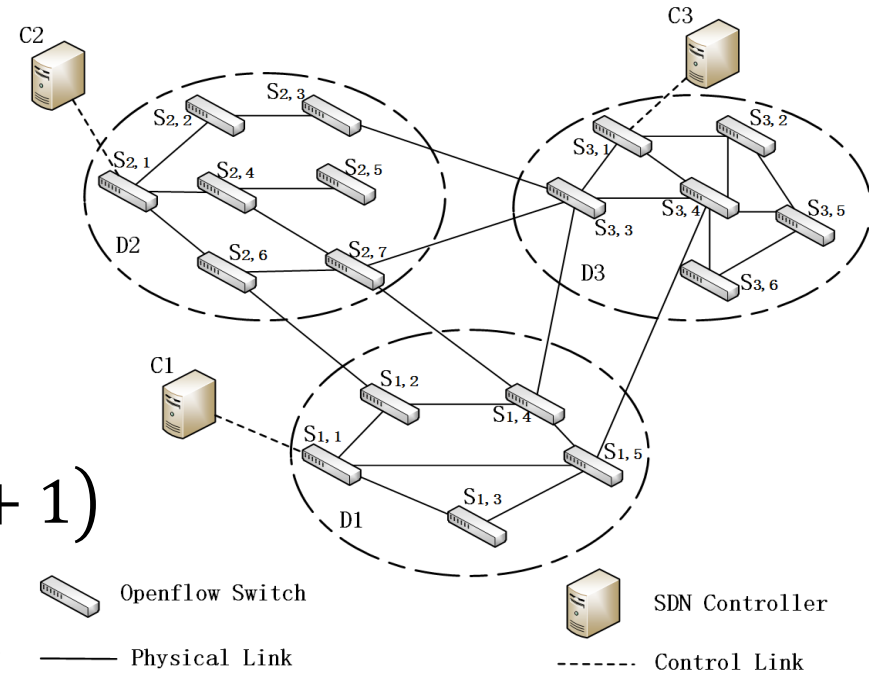 C3
C2
S2,3
S2,2
S3,2
S3,1
S2,1
S2,4
S2,5
S3,4
S3,5
S3,3
D2
S2,6
S2,7
D3
S3,6
C1
S1,2
S1,4
S1,1
S1,5
S1,3
+ 1)
D1
Openflow Switch
SDN Controller
Physical Link
Control Link